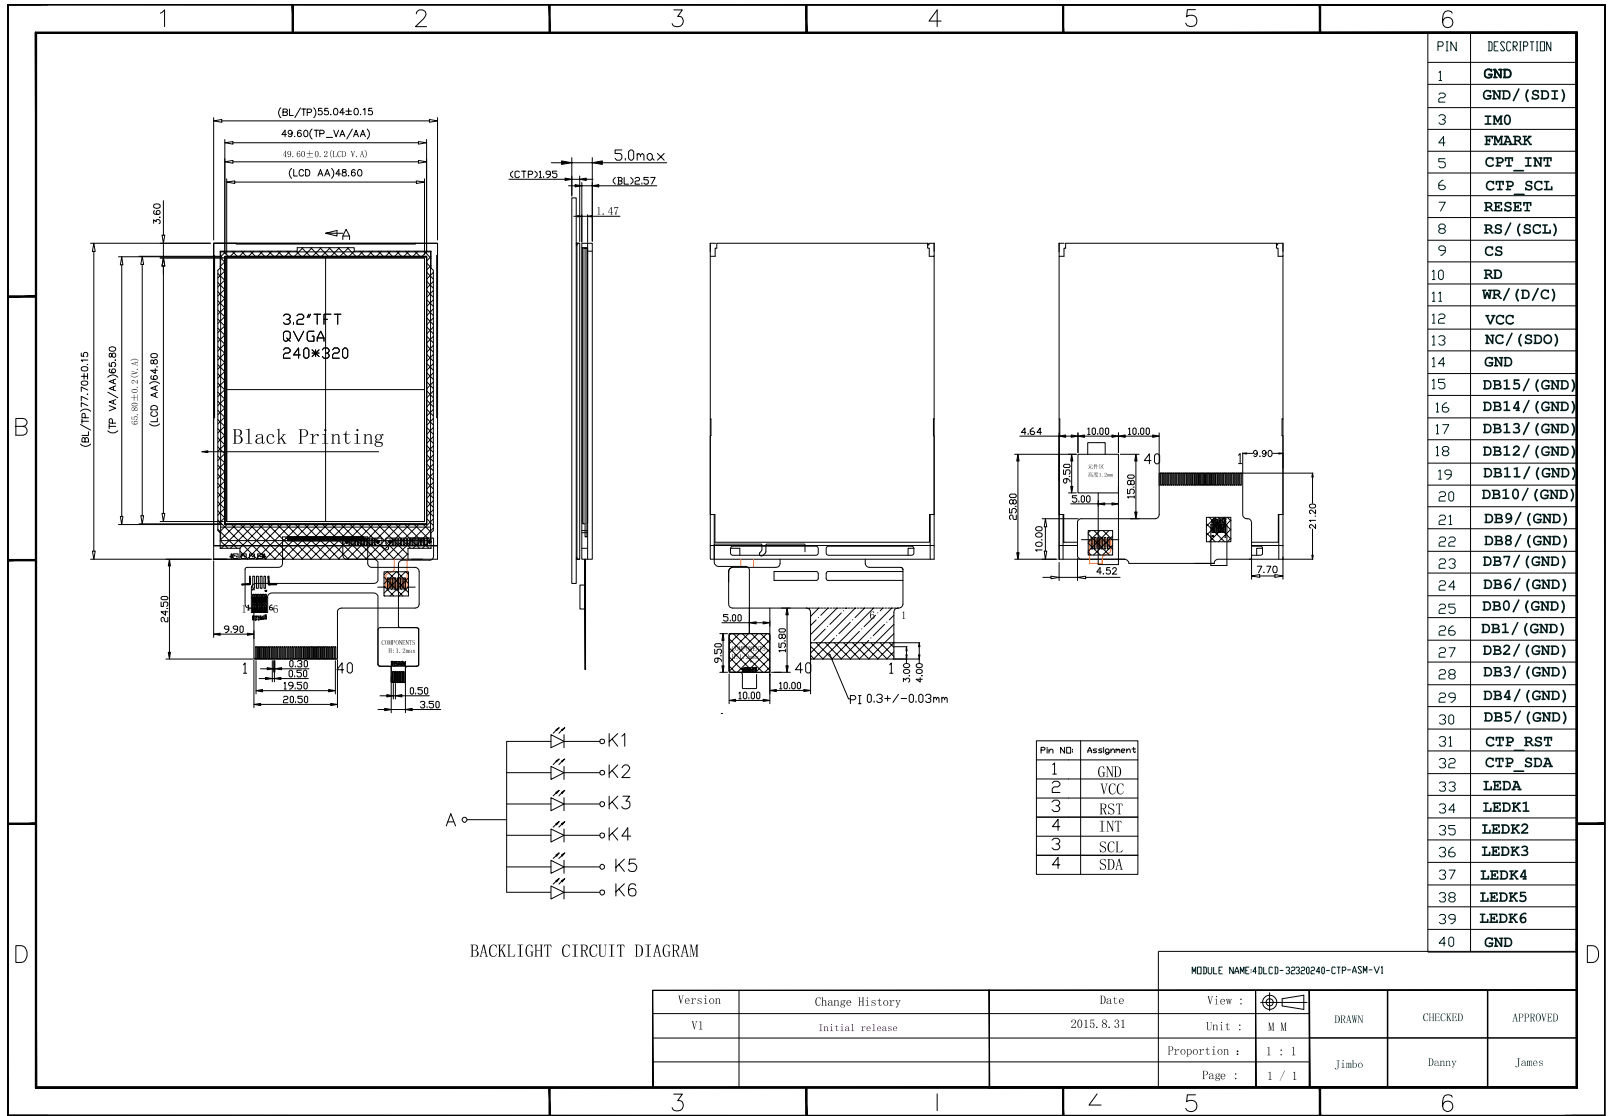 1 2 3 4 5 6
(BL/TP)55.04±0.15
49.60(TP_VA/AA)
49.60±0.2(LCD V.A)
(LCD AA)48.60
3.60
A
(BL/TP)77.70±0.15
(TP VA/AA)65.80
65.80±0.2(V.A)
(LCD AA)64.80
3.2"TFT
QVGA
240*320
Black Printing
24.50
9.90
1 40
0.30
0.50
19.50
20.50
COMPONENTS
H:1.2max
0.50
3.50
5.0max
(CTP)1.95
(BL)2.57
1.47
5.00
9.50
15.80
10.00
10.00
40 1
6 1
3.00
4.00
PI 0.3+/-0.03mm
4.64
10.00
10.00
40 1
9.90
元件区
高度1.2mm
9.50
5.00
15.80
25.80
10.00
4.52
21.20
7.70
B
D
D
A
K1
K2
K3
K4
K5
K6
BACKLIGHT CIRCUIT DIAGRAM
Pin NO: Assignment
1 GND
2 VCC
3 RST
4 INT
3 SCL
4 SDA
PIN DESCRIPTION
1 GND
2 GND/(SDI)
3 IM0
4 FMARK
5 CPT_INT
6 CTP_SCL
7 RESET
8 RS/(SCL)
9 CS
10 RD
11 WR/(D/C)
12 VCC
13 NC/(SDO)
14 GND
15 DB15/(GND)
16 DB14/(GND)
17 DB13/(GND)
18 DB12/(GND)
19 DB11/(GND)
20 DB10/(GND)
21 DB9/(GND)
22 DB8/(GND)
23 DB7/(GND)
24 DB6/(GND)
25 DB0/(GND)
26 DB1/(GND)
27 DB2/(GND)
28 DB3/(GND)
29 DB4/(GND)
30 DB5/(GND)
31 CTP_RST
32 CTP_SDA
33 LEDA
34 LEDK1
35 LEDK2
36 LEDK3
37 LEDK4
38 LEDK5
39 LEDK6
40 GND
MODULE NAME:4DLCD-32320240-CTP-ASM-V1
Version Change History Date
V1 Initial release 2015.8.31
View :
Unit : M M
Proportion : 1 : 1
Page : 1 / 1
DRAWN CHECKED APPROVED
Jimbo Danny James
3 4 5 6